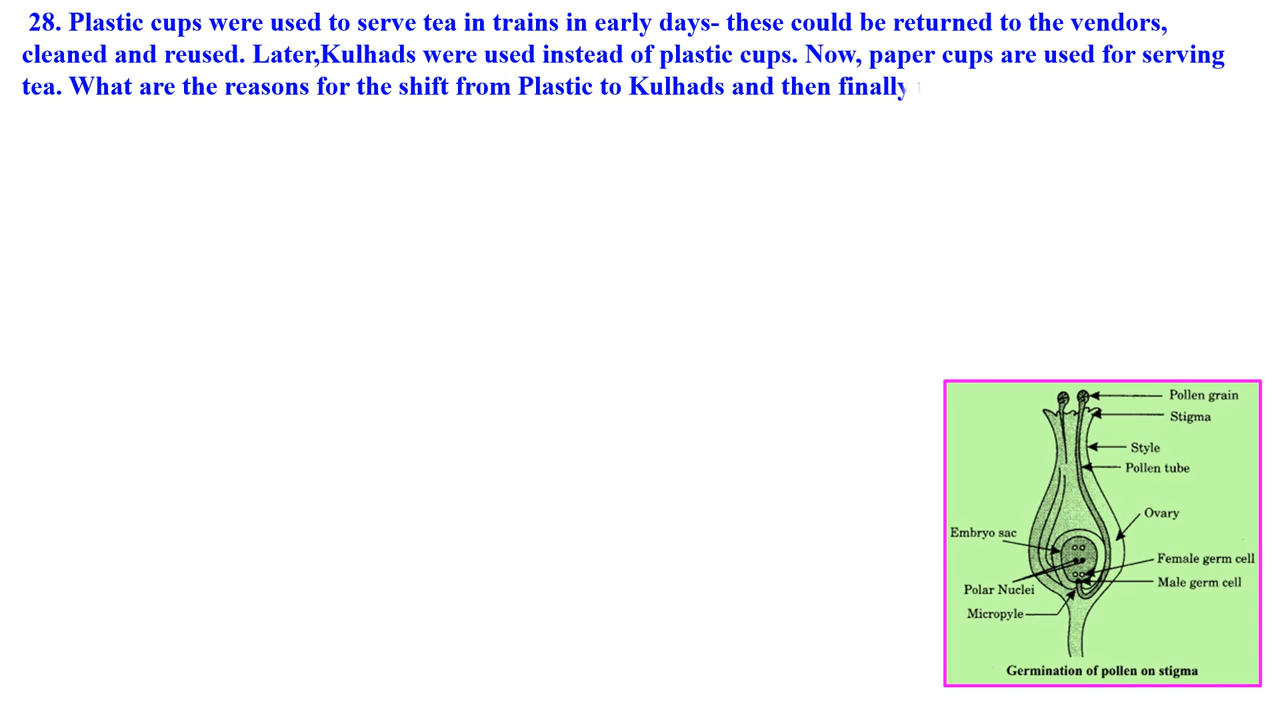 28. Plastic cups were used to serve tea in trains in early days- these could be returned to the vendors,
cleaned and reused. Later,Kulhads were used instead of plastic cups. Now, paper cups are used for serving
tea. What are the reasons for the shift from Plastic to Kulhads and then finally
Pollen grain
Stigma
Style
Pollen tube
Ovary
Embryo sac
Female germ cell
Male germ cell
Polar Nuclei
Micropyle
Germination of pollen on stigma